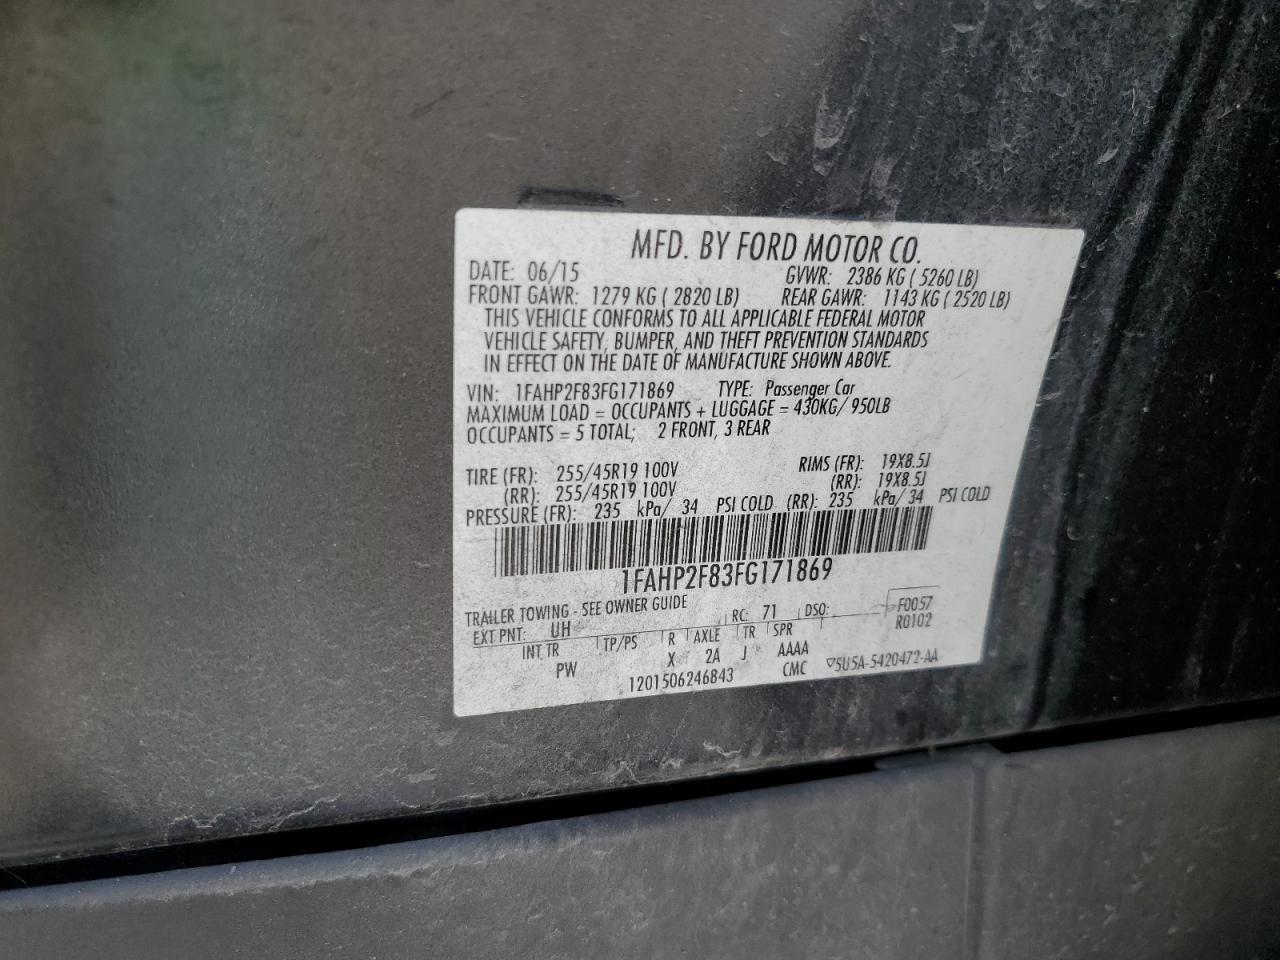 MFD. BY FORD MOTOR CO.
DATE: 06/15 GVWR: 2386 KG ( 5260 LB)
FRONT GAWR: 1279 KG ( 2820 LB) REAR GAWR: 1143 KG ( 2520 LB)
THIS VEHICLE CONFORMS TO ALL APPLICABLE FEDERAL MOTOR
VEHICLE SAFETY, BUMPER, AND THEFT PREVENTION STANDARDS
IN EFFECT ON THE DATE OF MANUFACTURE SHOWN ABOVE.
VIN: 1FAHP2F83FG171869 TYPE: Passenger Car
MAXIMUM LOAD = OCCUPANTS + LUGGAGE = 430KG/ 950LB
OCCUPANTS = 5 TOTAL; 2 FRONT, 3 REAR
TIRE (FR): 255/45R19 100V RIMS (FR): 19X8.5J
(RR): 255/45R19 100V (RR): 19X8.5J
PRESSURE (FR): 235 kPa/ 34 PSI COLD (RR): 235 kPa/ 34 PSI COLD
1FAHP2F83FG171869
TRAILER TOWING - SEE OWNER GUIDE
EXT PNT: UH RC: 71 DSO: F0057
R0102
INT TR TP/PS R AXLE TR SPR
PW X 2A J AAAA
1201506246843 CMC ▽5U5A-5420472-AA